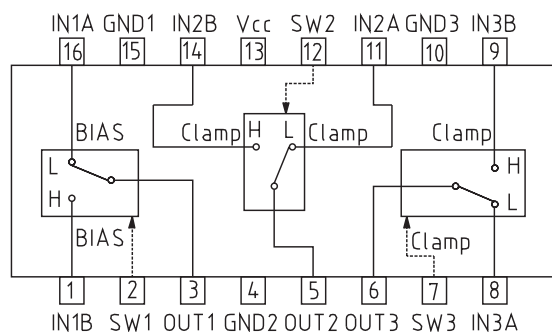 IN1A GND1 IN2B Vcc SW2 IN2A GND3 IN3B
16 15 14 13 12 11 10 9
BIAS Clamp H L Clamp Clamp
L H
H L
BIAS Clamp
1 2 3 4 5 6 7 8
IN1B SW1 OUT1 GND2 OUT2 OUT3 SW3 IN3A